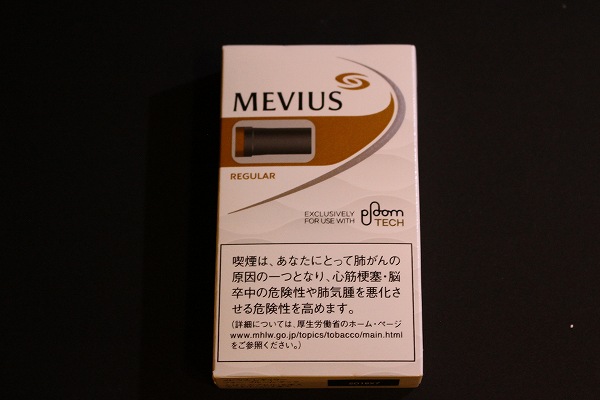 MEVIUS
REGULAR
EXCLUSIVELY
FOR USE WITH
ploom
TECH
喫煙は、あなたにとって肺がんの
原因の一つとなり、心筋梗塞・脳
卒中の危険性や肺気腫を悪化さ
せる危険性を高めます。
(詳細については、厚生労働省のホーム・ページ
www.mhlw.go.jp/topics/tobacco/main.html
をご参照ください。)